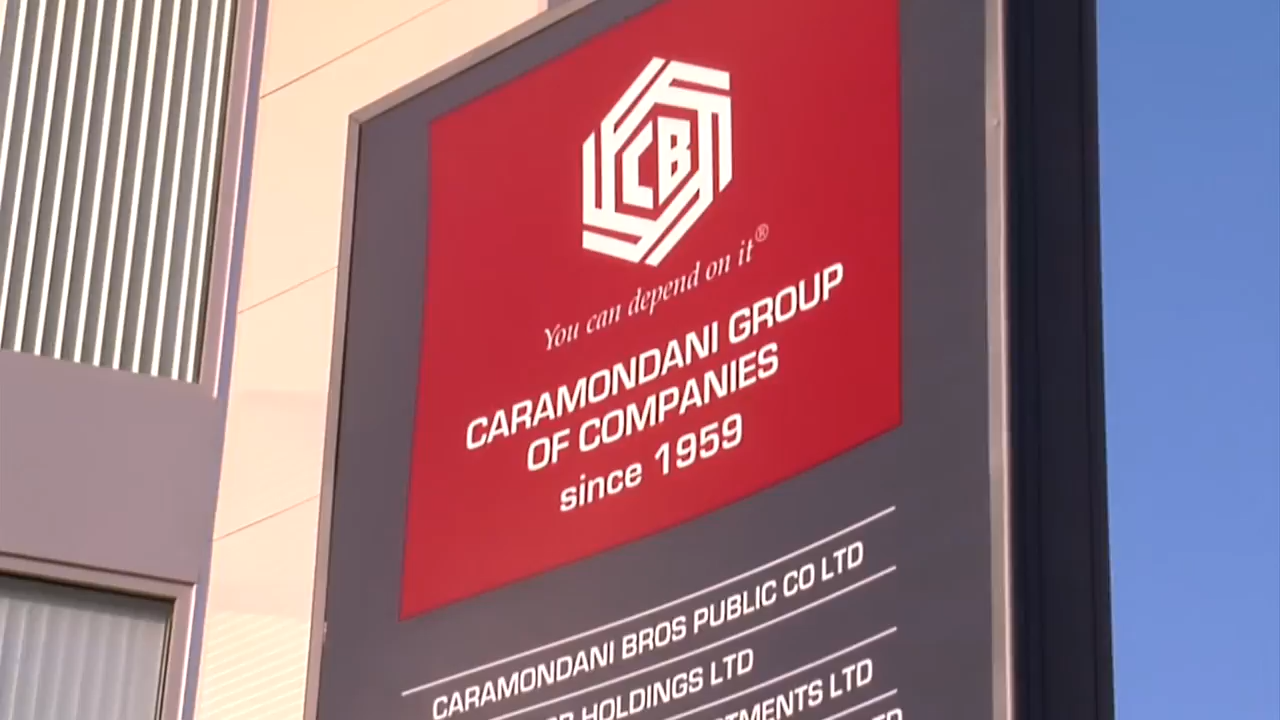 CB
You can depend on it®
CARAMONDANI GROUP
OF COMPANIES
since 1959
CARAMONDANI BROS PUBLIC CO LTD
HOLDINGS LTD
LTD